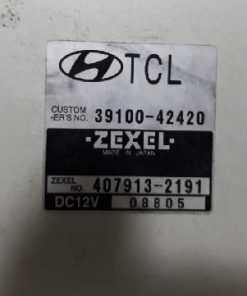 TCL
CUSTOM
-ER'S NO. 39100-42420
·ZEXEL·
MADE IN JAPAN
ZEXEL
NO. 407913-2191
DC12V 08805